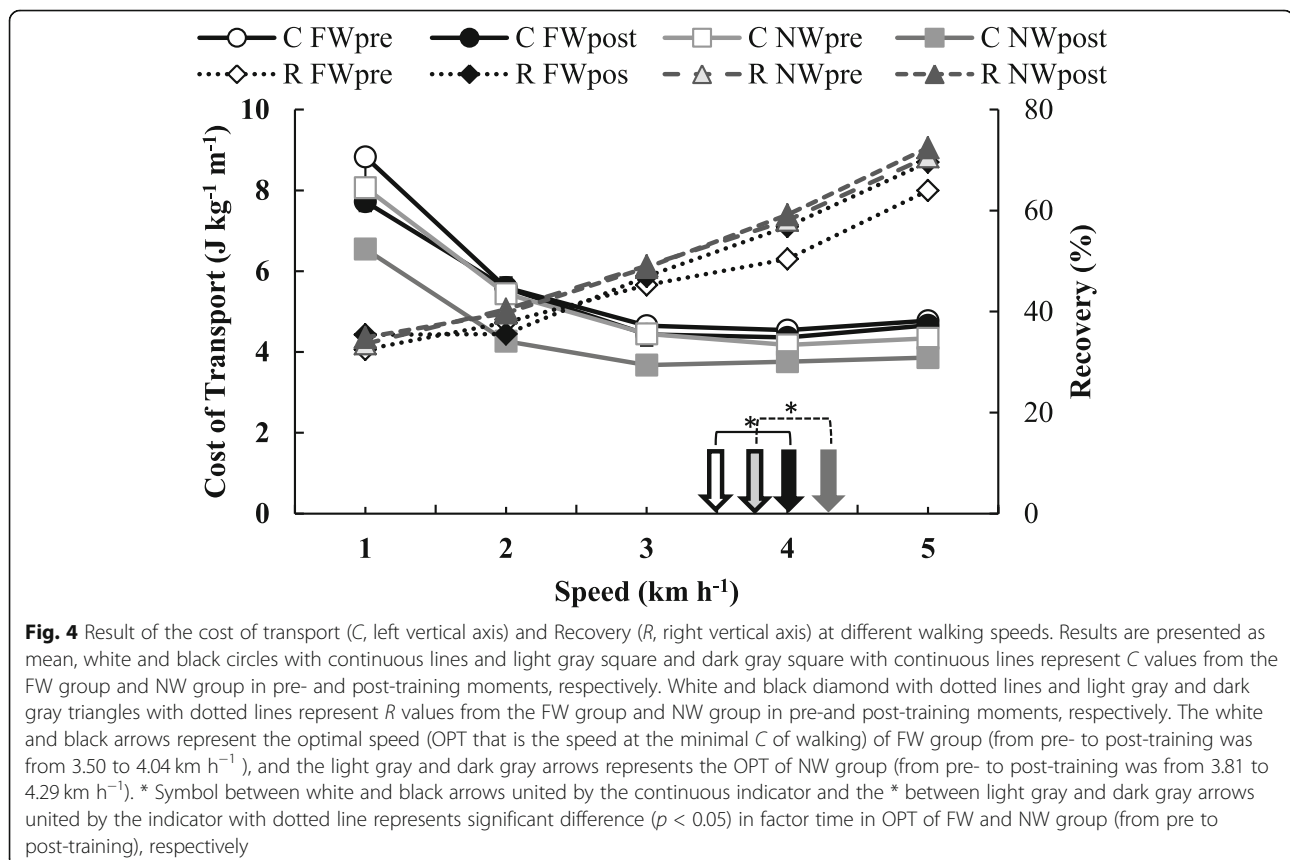 C FWpre C FWpost C NWpre C NWpost
R FWpre R FWpos R NWpre R NWpost
10
8
6
4
2
0
Cost of Transport (J kg⁻¹ m⁻¹)
80
60
40
20
0
Recovery (%)
* *
1 2 3 4 5
Speed (km h⁻¹)
Fig. 4 Result of the cost of transport (C, left vertical axis) and Recovery (R, right vertical axis) at different walking speeds. Results are presented as
mean, white and black circles with continuous lines and light gray square and dark gray square with continuous lines represent C values from the
FW group and NW group in pre- and post-training moments, respectively. White and black diamond with dotted lines and light gray and dark
gray triangles with dotted lines represent R values from the FW group and NW group in pre-and post-training moments, respectively. The white
and black arrows represent the optimal speed (OPT that is the speed at the minimal C of walking) of FW group (from pre- to post-training was
from 3.50 to 4.04 km h⁻¹ ), and the light gray and dark gray arrows represents the OPT of NW group (from pre- to post-training was from 3.81 to
4.29 km h⁻¹). * Symbol between white and black arrows united by the continuous indicator and the * between light gray and dark gray arrows
united by the indicator with dotted line represents significant difference (p < 0.05) in factor time in OPT of FW and NW group (from pre to
post-training), respectively